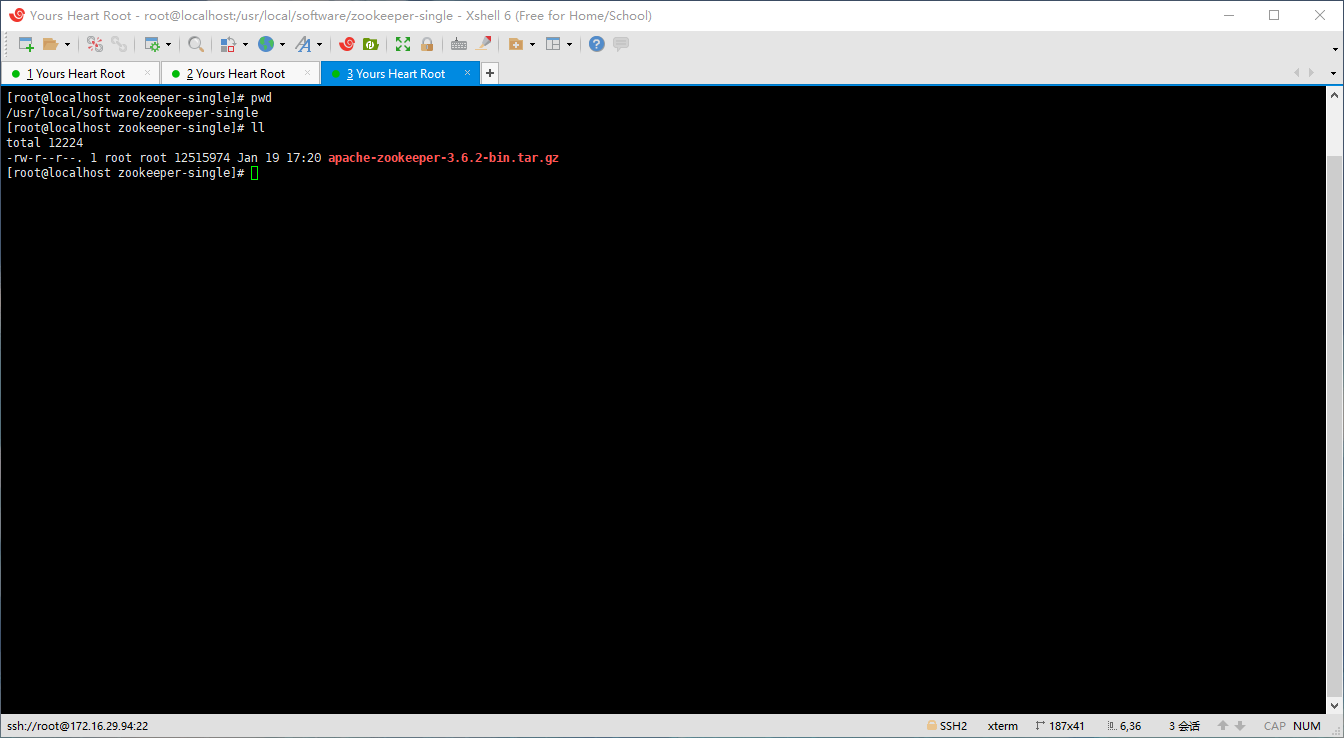 Yours Heart Root - root@localhost:/usr/local/software/zookeeper-single - Xshell 6 (Free for Home/School)
1 Yours Heart Root
2 Yours Heart Root
3 Yours Heart Root
[root@localhost zookeeper-single]# pwd
/usr/local/software/zookeeper-single
[root@localhost zookeeper-single]# ll
total 12224
-rw-r--r--. 1 root root 12515974 Jan 19 17:20 apache-zookeeper-3.6.2-bin.tar.gz
[root@localhost zookeeper-single]#
ssh://root@172.16.29.94:22 SSH2 xterm 187x41 6,36 3 会话 CAP NUM